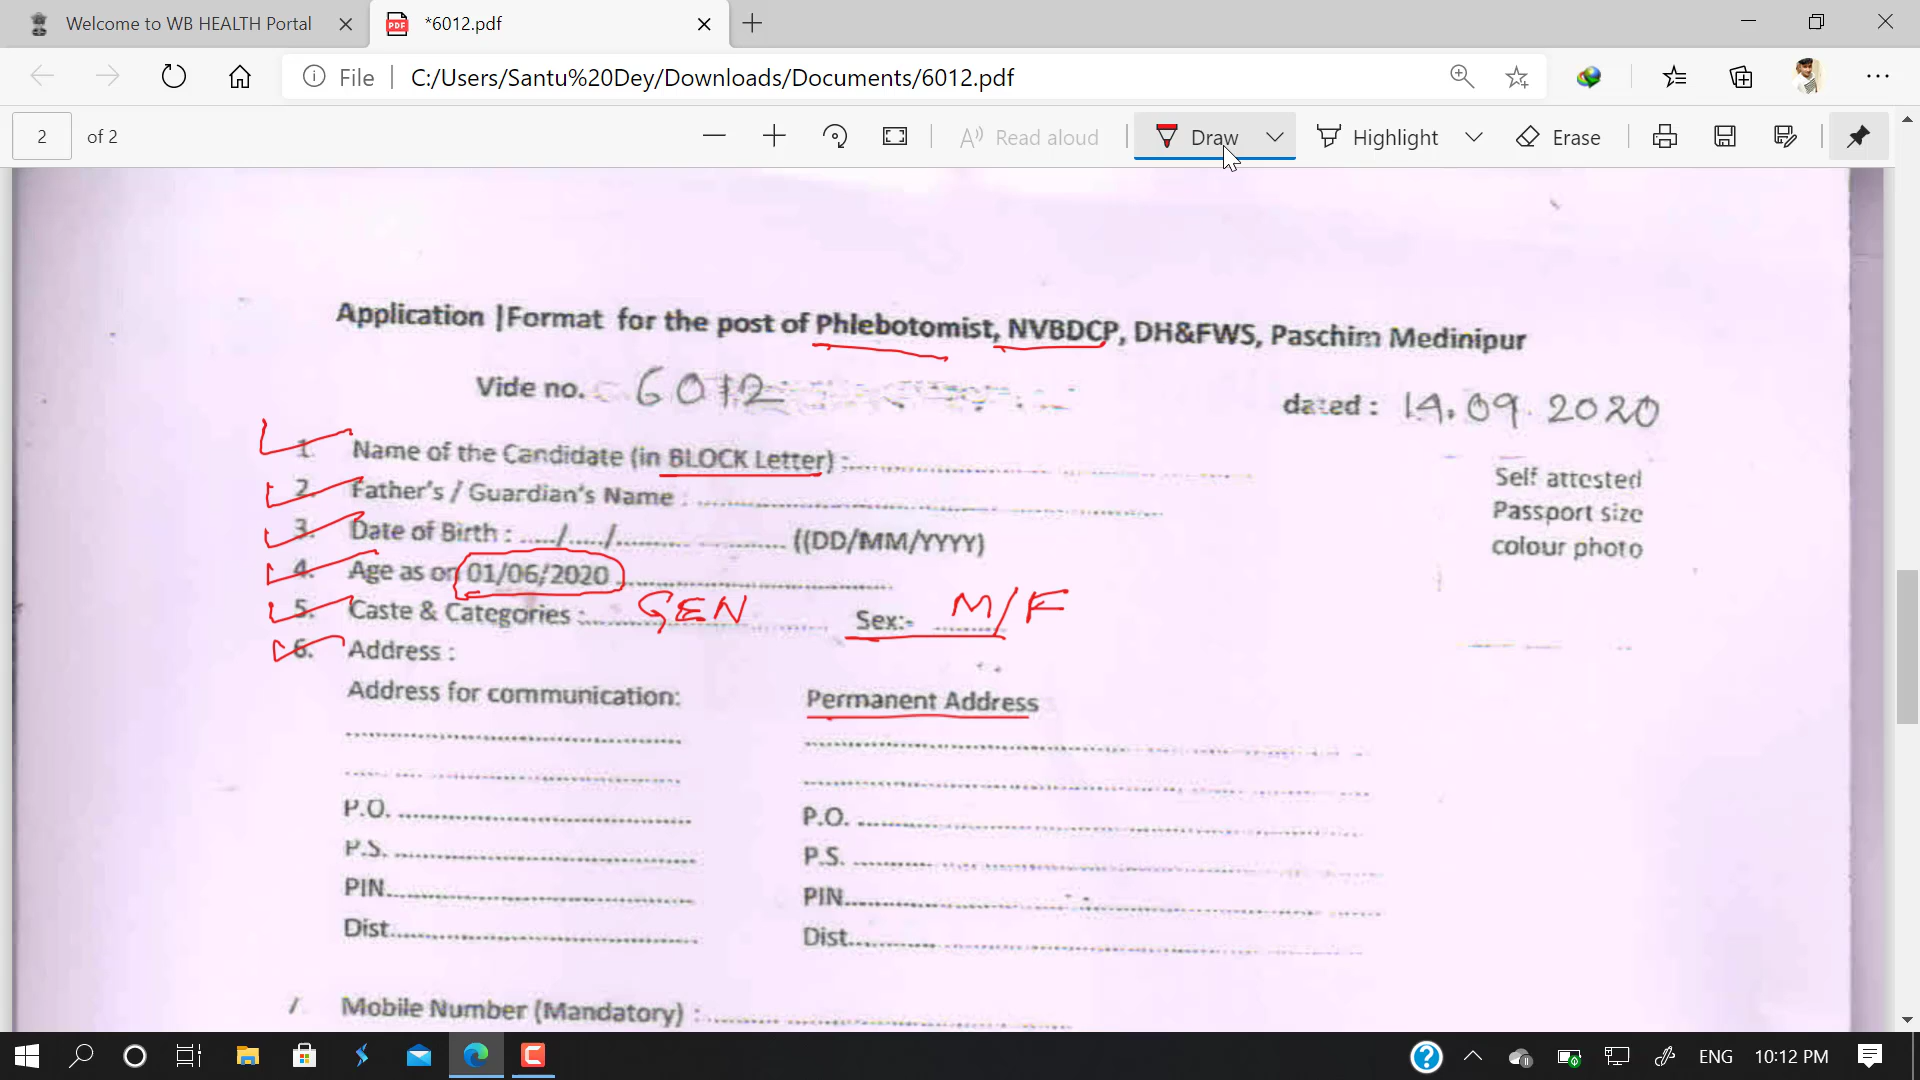 Welcome to WB HEALTH Portal
*6012.pdf
File C:/Users/Santu%20Dey/Downloads/Documents/6012.pdf
2 of 2 Read aloud Draw Highlight Erase
Application |Format for the post of Phlebotomist, NVBDCP, DH&FWS, Paschim Medinipur
Vide no. 6012 dated : 14.09.2020
1. Name of the Candidate (in BLOCK Letter) :
Self attested
2. Father's / Guardian's Name :
Passport size
3. Date of Birth : ..../..../........ ((DD/MM/YYYY)
colour photo
4. Age as on 01/06/2020
5. Caste & Categories : GEN Sex:- M/F
6. Address :
Address for communication: Permanent Address
P.O. P.O.
P.S. P.S.
PIN PIN
Dist. Dist.
7. Mobile Number (Mandatory) :
ENG 10:12 PM